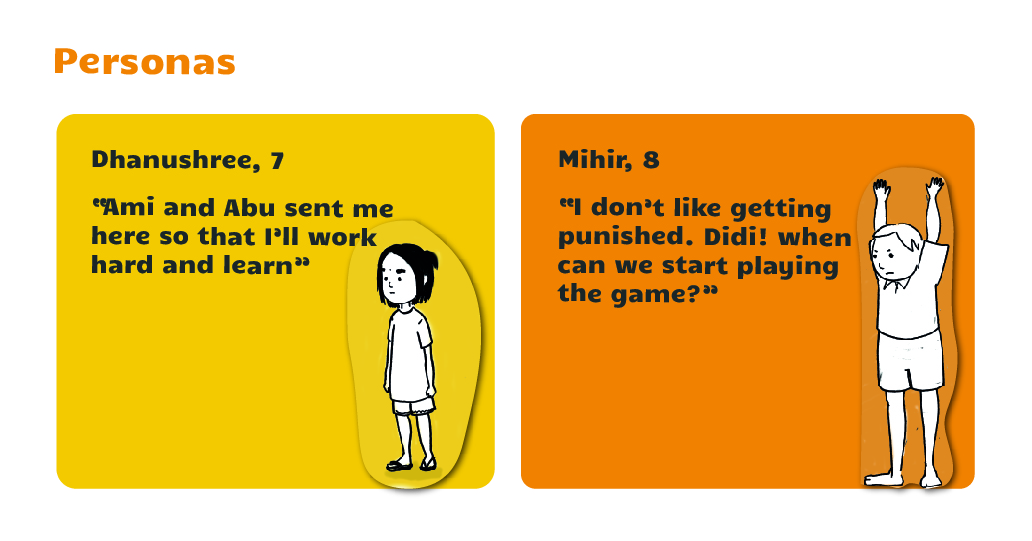 Personas
Dhanushree, 7
“Ami and Abu sent me
here so that I’ll work
hard and learn”
Mihir, 8
“I don’t like getting
punished. Didi! when
can we start playing
the game?”